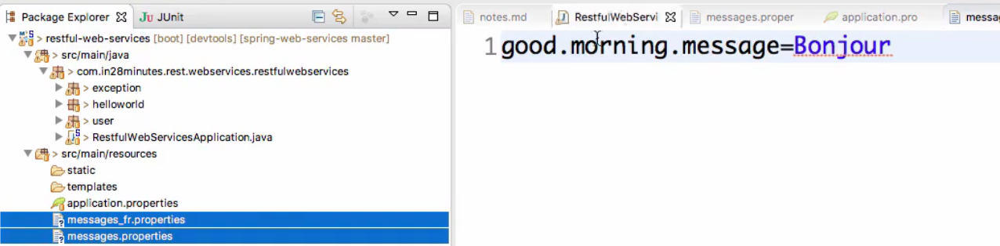 Package Explorer JUnit
> restful-web-services [boot] [devtools] [spring-web-services master]
> src/main/java
> com.in28minutes.rest.webservices.restfulwebservices
> exception
> helloworld
> user
> RestfulWebServicesApplication.java
> src/main/resources
static
templates
application.properties
messages_fr.properties
messages.properties
notes.md RestfulWebServi messages.proper application.pro messag
1 good.morning.message=Bonjour